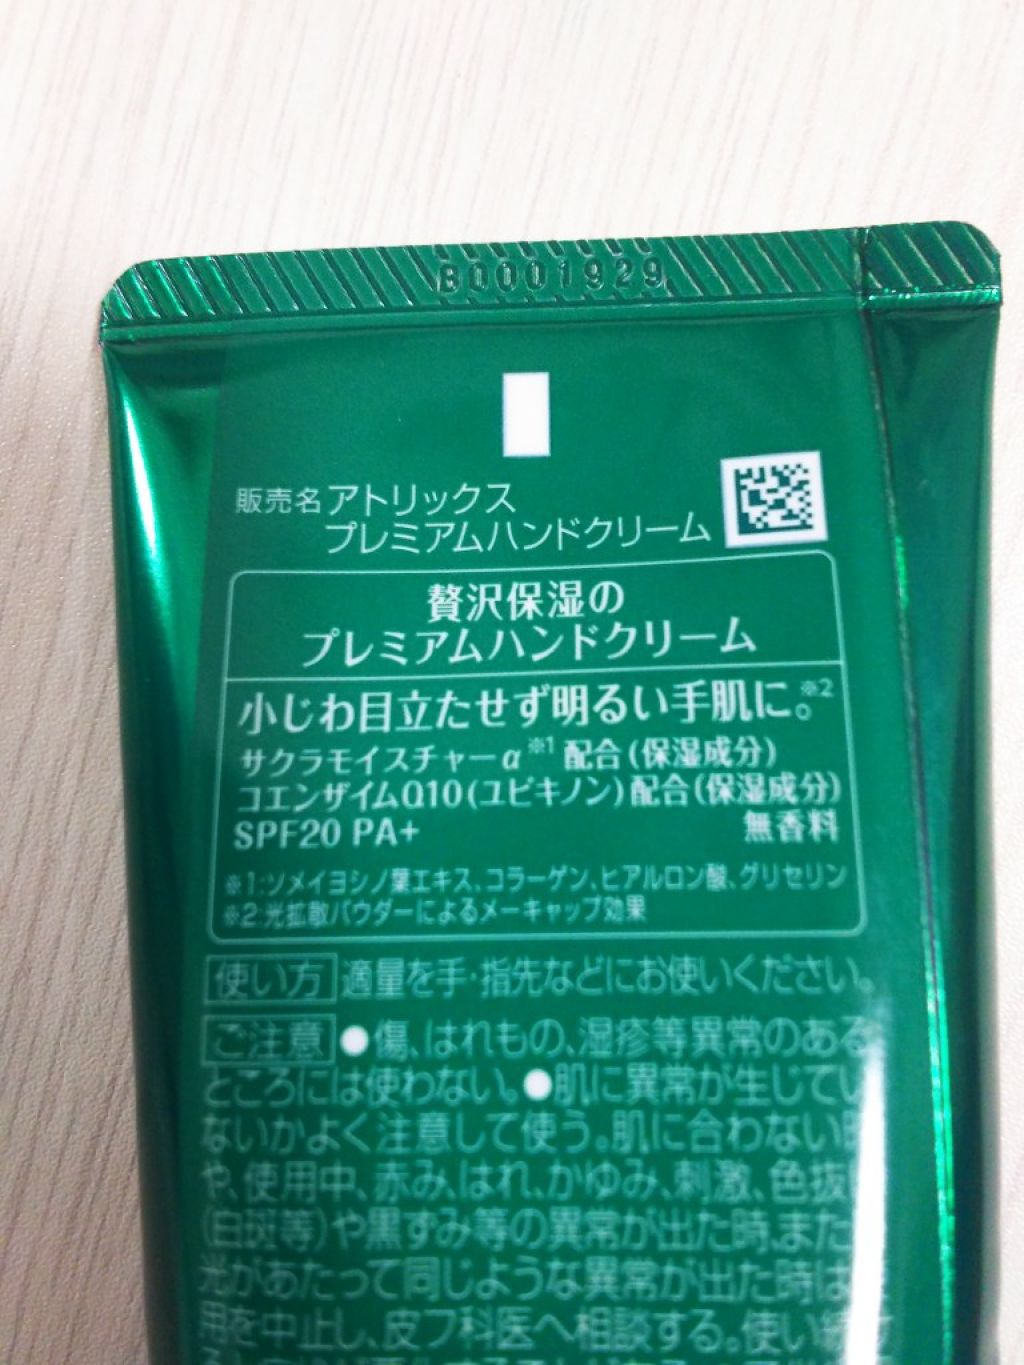 B0001929
販売名アトリックス
プレミアムハンドクリーム
贅沢保湿の
プレミアムハンドクリーム
小じわ目立たせず明るい手肌に。※2
サクラモイスチャーα※1 配合(保湿成分)
コエンザイムQ10(ユビキノン)配合(保湿成分)
SPF20 PA+ 無香料
※1:ソメイヨシノ葉エキス、コラーゲン、ヒアルロン酸、グリセリン
※2:光拡散パウダーによるメーキャップ効果
使い方 適量を手・指先などにお使いください。
ご注意 ●傷、はれもの、湿疹等異常のある
ところには使わない。●肌に異常が生じてい
ないかよく注意して使う。肌に合わない
や、使用中、赤み、はれ、かゆみ、刺激、色抜
(白斑等)や黒ずみ等の異常が出た時、また
光があたって同じような異常が出た時は
用を中止し、皮フ科医へ相談する。使い続